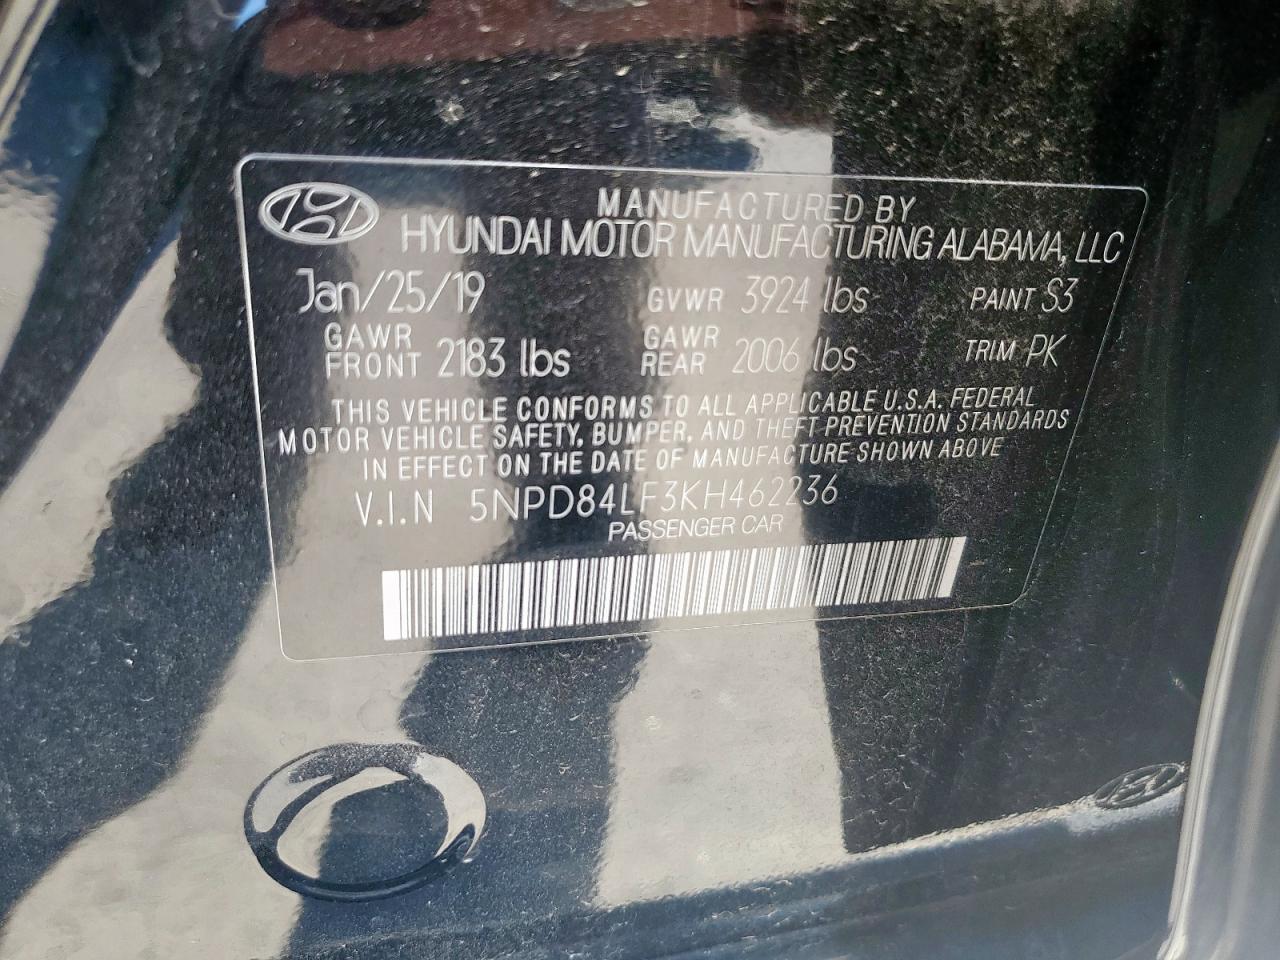 MANUFACTURED BY
HYUNDAI MOTOR MANUFACTURING ALABAMA, LLC
Jan/25/19 GVWR 3924 lbs PAINT S3
GAWR FRONT 2183 lbs GAWR REAR 2006 lbs TRIM PK
THIS VEHICLE CONFORMS TO ALL APPLICABLE U.S.A. FEDERAL
MOTOR VEHICLE SAFETY, BUMPER, AND THEFT PREVENTION STANDARDS
IN EFFECT ON THE DATE OF MANUFACTURE SHOWN ABOVE
V.I.N 5NPD84LF3KH462236
PASSENGER CAR